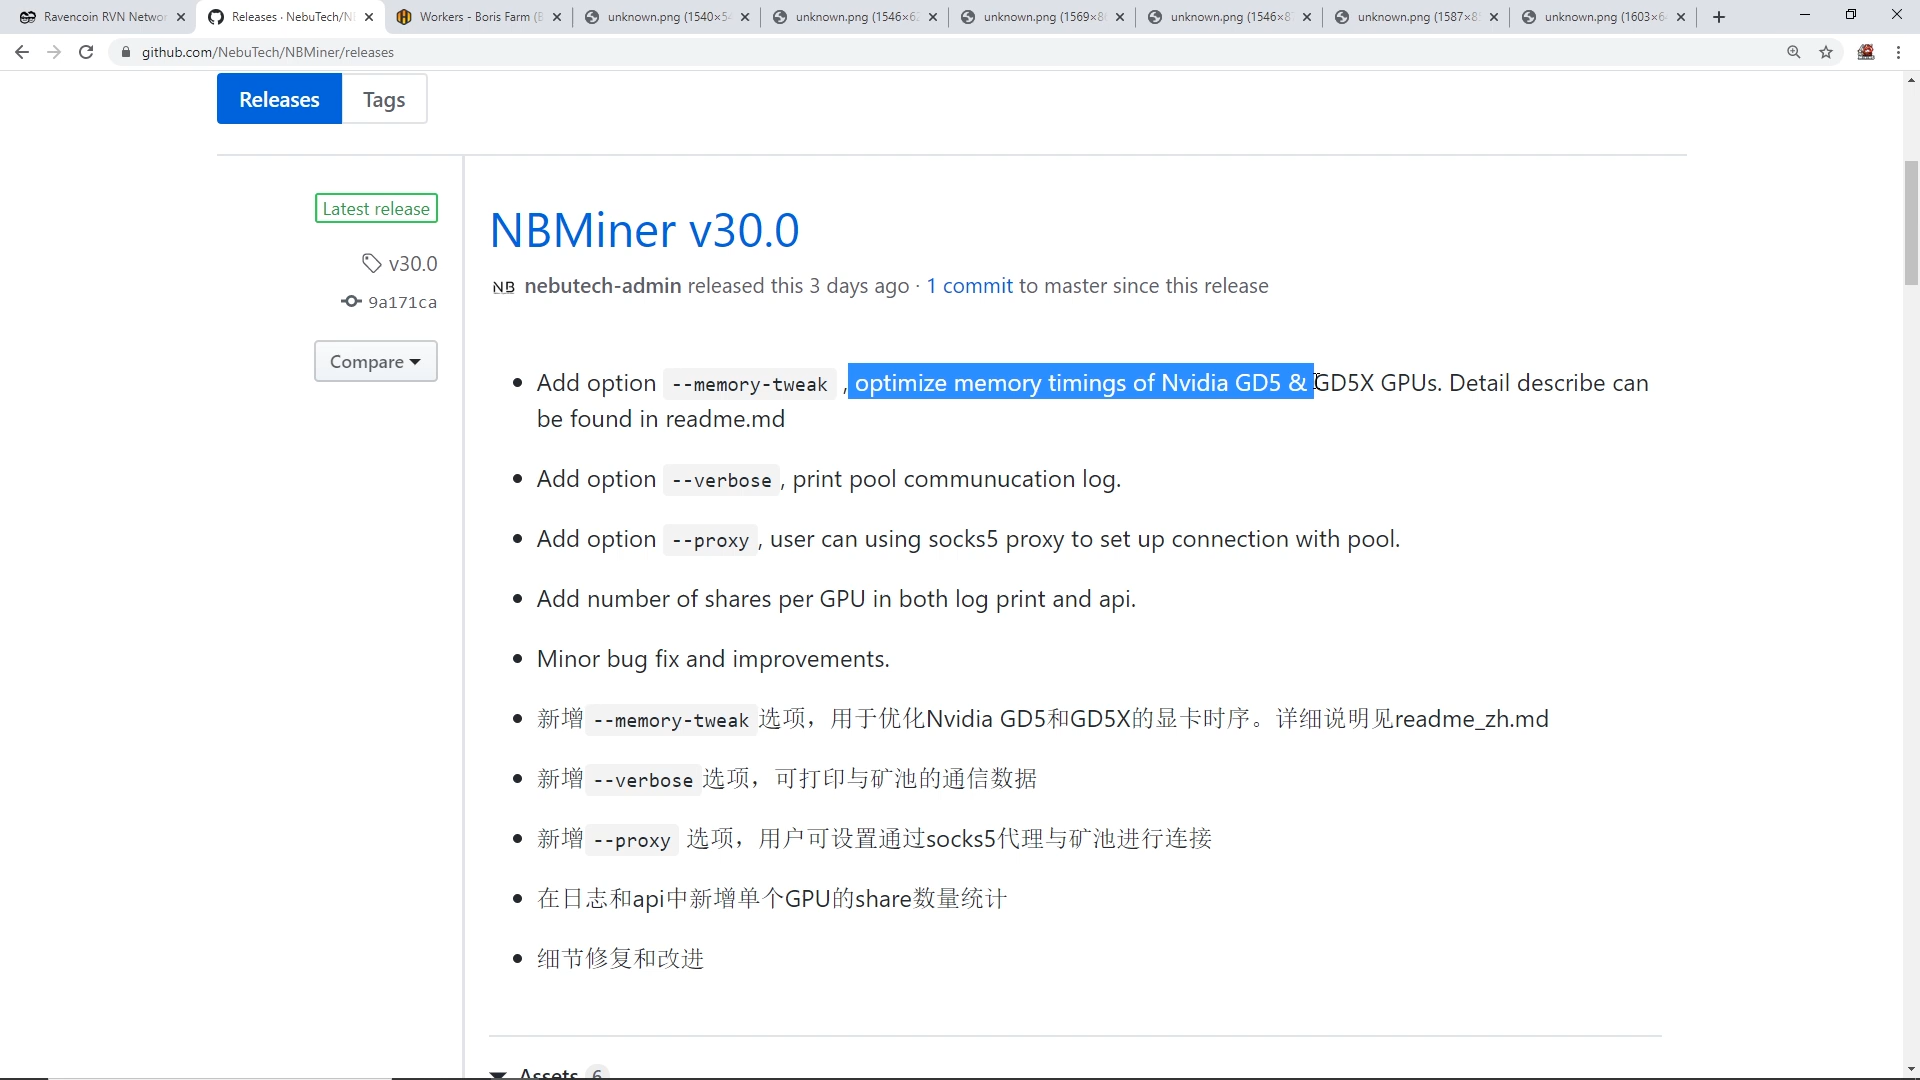 Ravencoin RVN Networ
Releases · NebuTech/N
Workers - Boris Farm (
unknown.png (1540×5
unknown.png (1546×6
unknown.png (1569×8
unknown.png (1546×8
unknown.png (1587×8
unknown.png (1603×6
github.com/NebuTech/NBMiner/releases
Releases
Tags
Latest release
v30.0
9a171ca
Compare
NBMiner v30.0
NB nebutech-admin released this 3 days ago · 1 commit to master since this release
• Add option --memory-tweak , optimize memory timings of Nvidia GD5 & GD5X GPUs. Detail describe can
be found in readme.md
• Add option --verbose , print pool communucation log.
• Add option --proxy , user can using socks5 proxy to set up connection with pool.
• Add number of shares per GPU in both log print and api.
• Minor bug fix and improvements.
• 新增 --memory-tweak 选项，用于优化Nvidia GD5和GD5X的显卡时序。详细说明见readme_zh.md
• 新增 --verbose 选项，可打印与矿池的通信数据
• 新增 --proxy 选项，用户可设置通过socks5代理与矿池进行连接
• 在日志和api中新增单个GPU的share数量统计
• 细节修复和改进
Assets 6